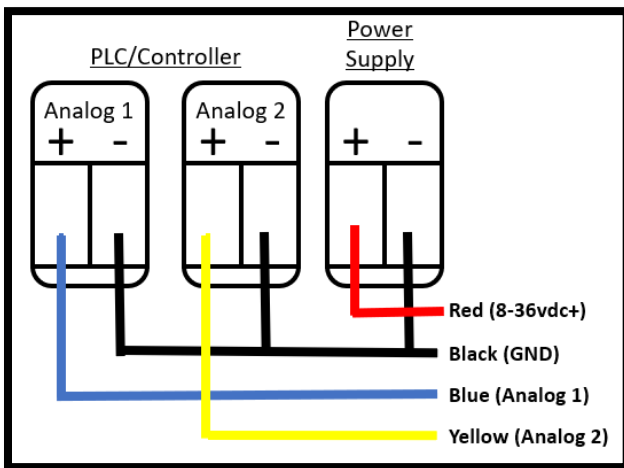 PLC/Controller
Power
Supply
Analog 1
+ -
Analog 2
+ -
+ -
Red (8-36vdc+)
Black (GND)
Blue (Analog 1)
Yellow (Analog 2)